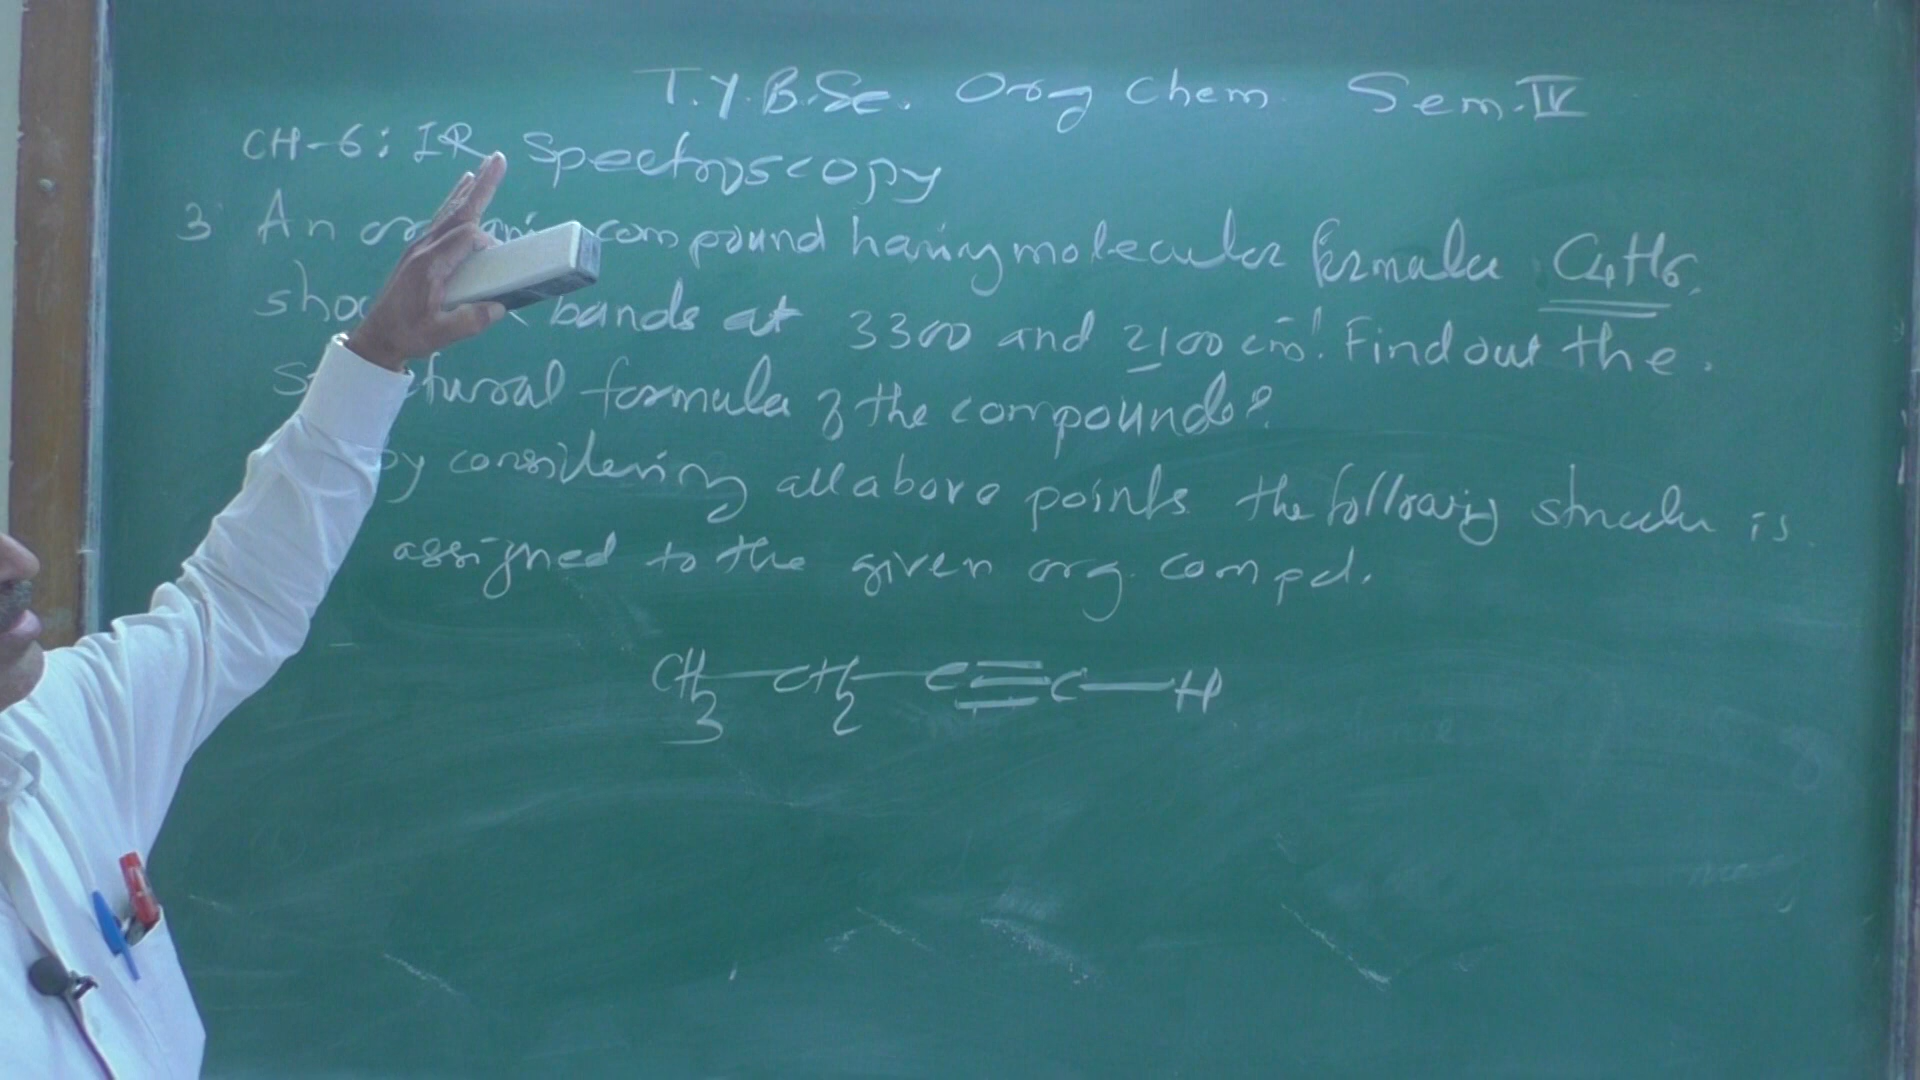 T.Y.B.Sc. Org Chem Sem. IV
CH-6: IR Spectroscopy
3 An compound having molecular formula C4H6,
bands at 3300 and 2100 cm-1. Find out the
formula of the compound?
by considering all above points the following structure is
assigned to the given org. compd.
CH3—CH2—C≡C—H